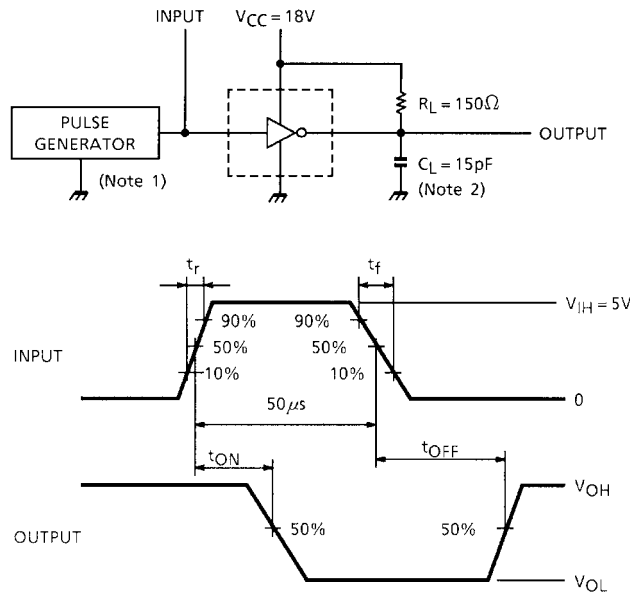 INPUT
VCC = 18V
PULSE
GENERATOR
(Note 1)
RL = 150Ω
OUTPUT
CL = 15pF
(Note 2)
tr
tf
VIH = 5V
90%
90%
INPUT
50%
50%
10%
10%
0
50μs
tON
tOFF
VOH
OUTPUT
50%
50%
VOL